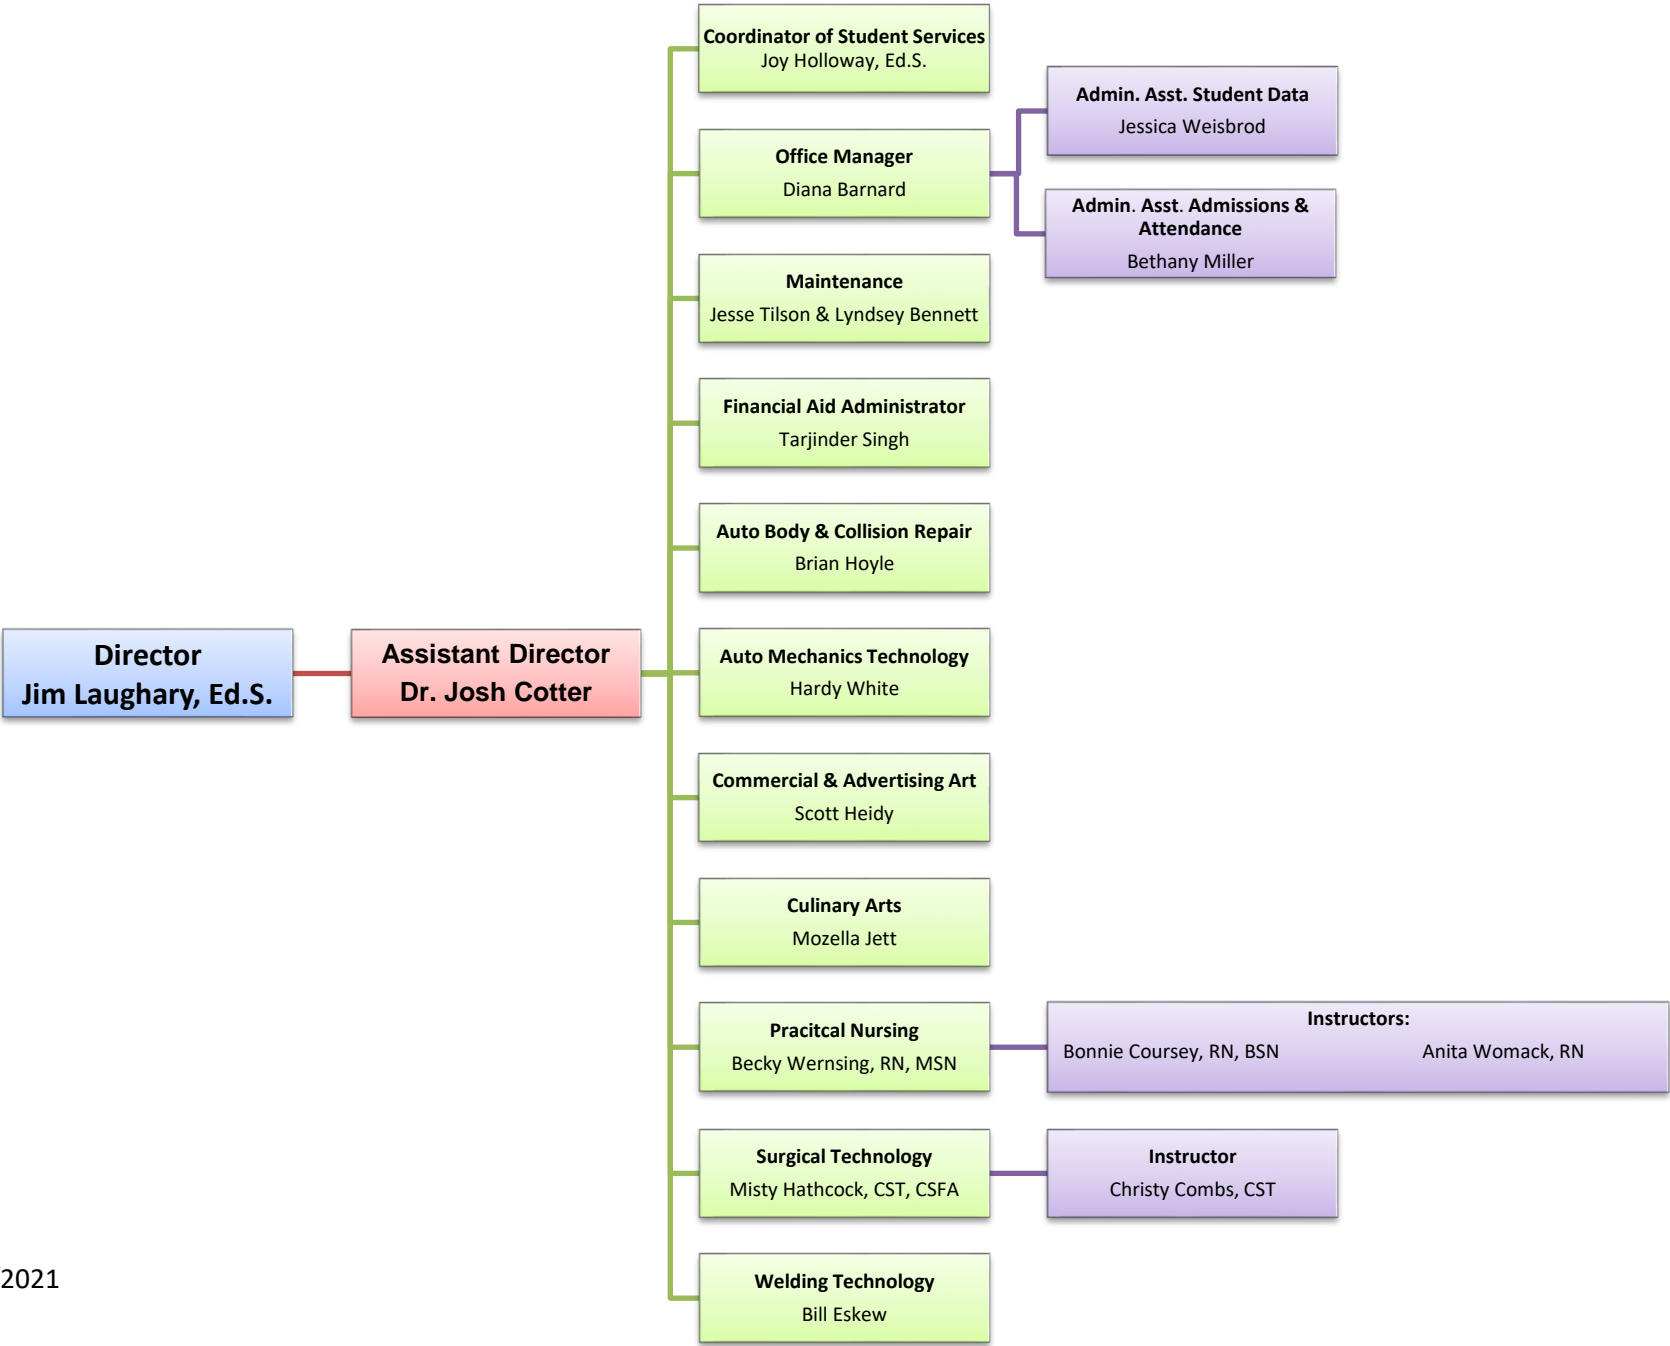 Coordinator of Student Services
Joy Holloway, Ed.S.
Admin. Asst. Student Data
Jessica Weisbrod
Office Manager
Diana Barnard
Admin. Asst. Admissions &
Attendance
Bethany Miller
Maintenance
Jesse Tilson & Lyndsey Bennett
Financial Aid Administrator
Tarjinder Singh
Auto Body & Collision Repair
Brian Hoyle
Director
Jim Laughary, Ed.S.
Assistant Director
Dr. Josh Cotter
Auto Mechanics Technology
Hardy White
Commercial & Advertising Art
Scott Heidy
Culinary Arts
Mozella Jett
Pracitcal Nursing
Becky Wernsing, RN, MSN
Instructors:
Bonnie Coursey, RN, BSN Anita Womack, RN
Surgical Technology
Misty Hathcock, CST, CSFA
Instructor
Christy Combs, CST
Welding Technology
Bill Eskew
2021